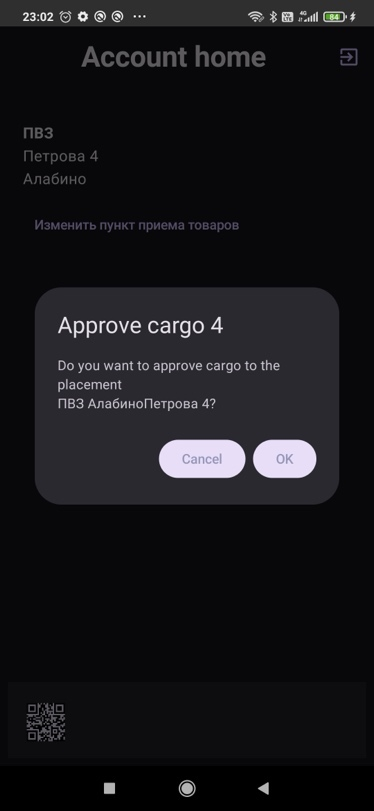 23:02
4G
84
Account home
ПВЗ
Петрова 4
Алабино
Изменить пункт приема товаров
Approve cargo 4
Do you want to approve cargo to the
placement
ПВЗ АлабиноПетрова 4?
Cancel OK